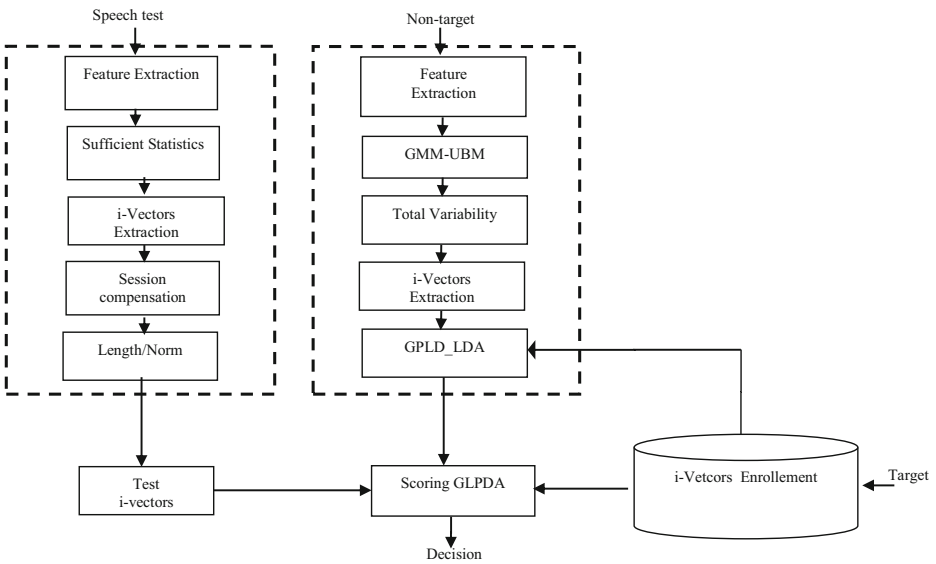 Speech test
Feature Extraction
Sufficient Statistics
i-Vectors
Extraction
Session
compensation
Length/Norm
Test
i-vectors
Non-target
Feature
Extraction
GMM-UBM
Total Variability
i-Vectors
Extraction
GPLD_LDA
Scoring GLPDA
Decision
i-Vetcors Enrollement
Target